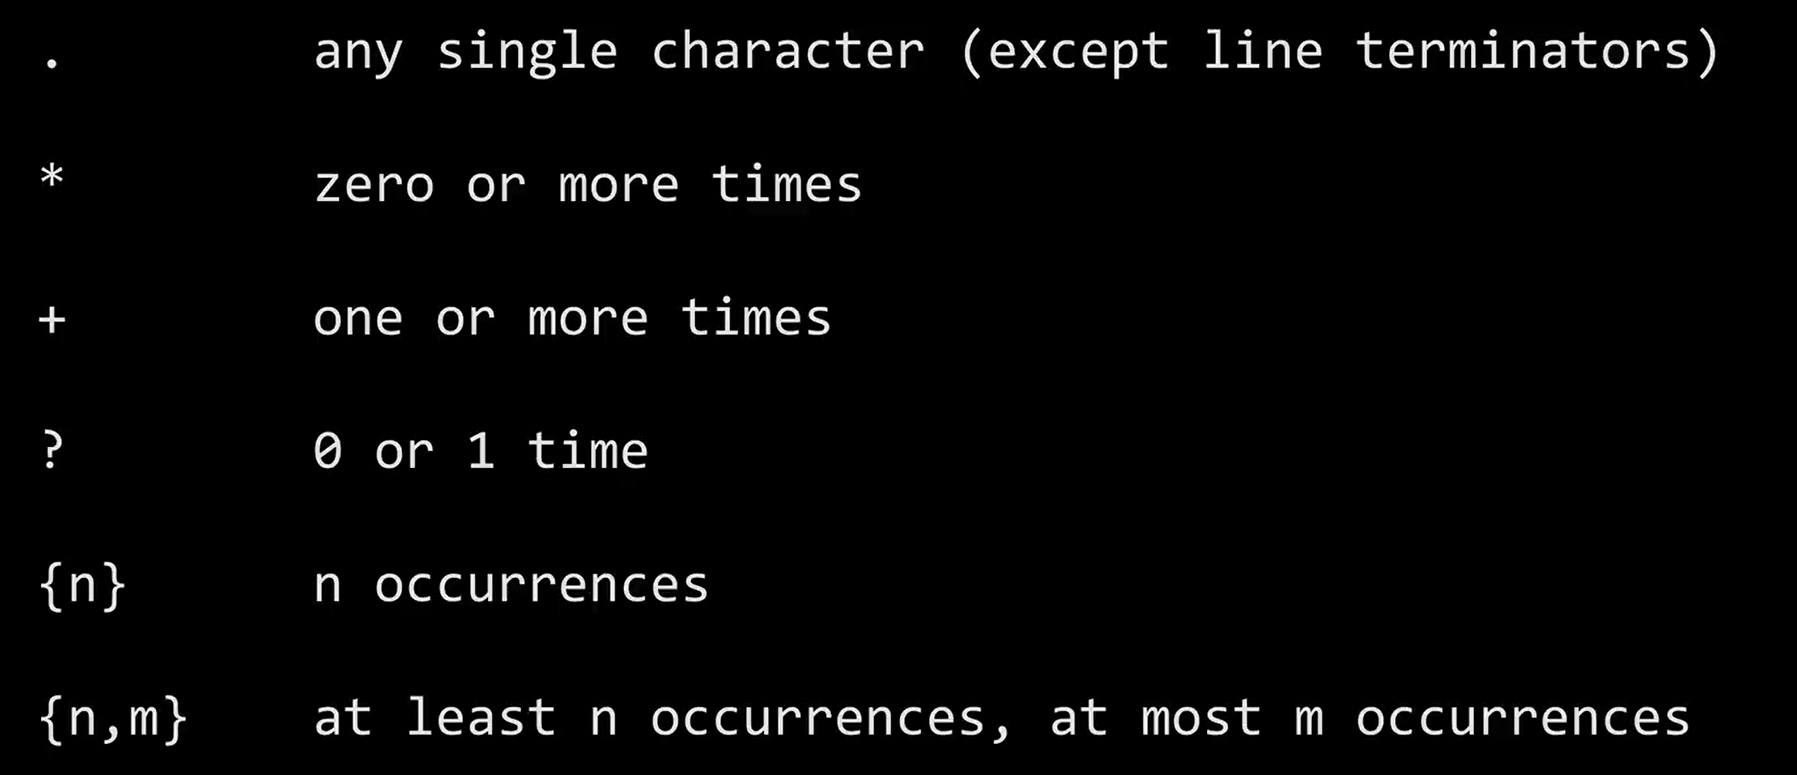 . any single character (except line terminators)
* zero or more times
+ one or more times
? 0 or 1 time
{n} n occurrences
{n,m} at least n occurrences, at most m occurrences